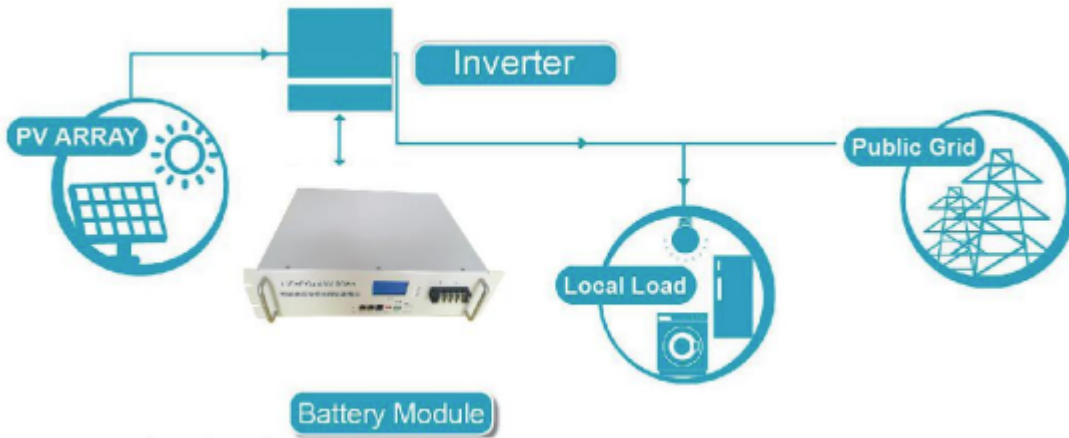 Inverter
PV ARRAY
Public Grid
Local Load
Battery Module